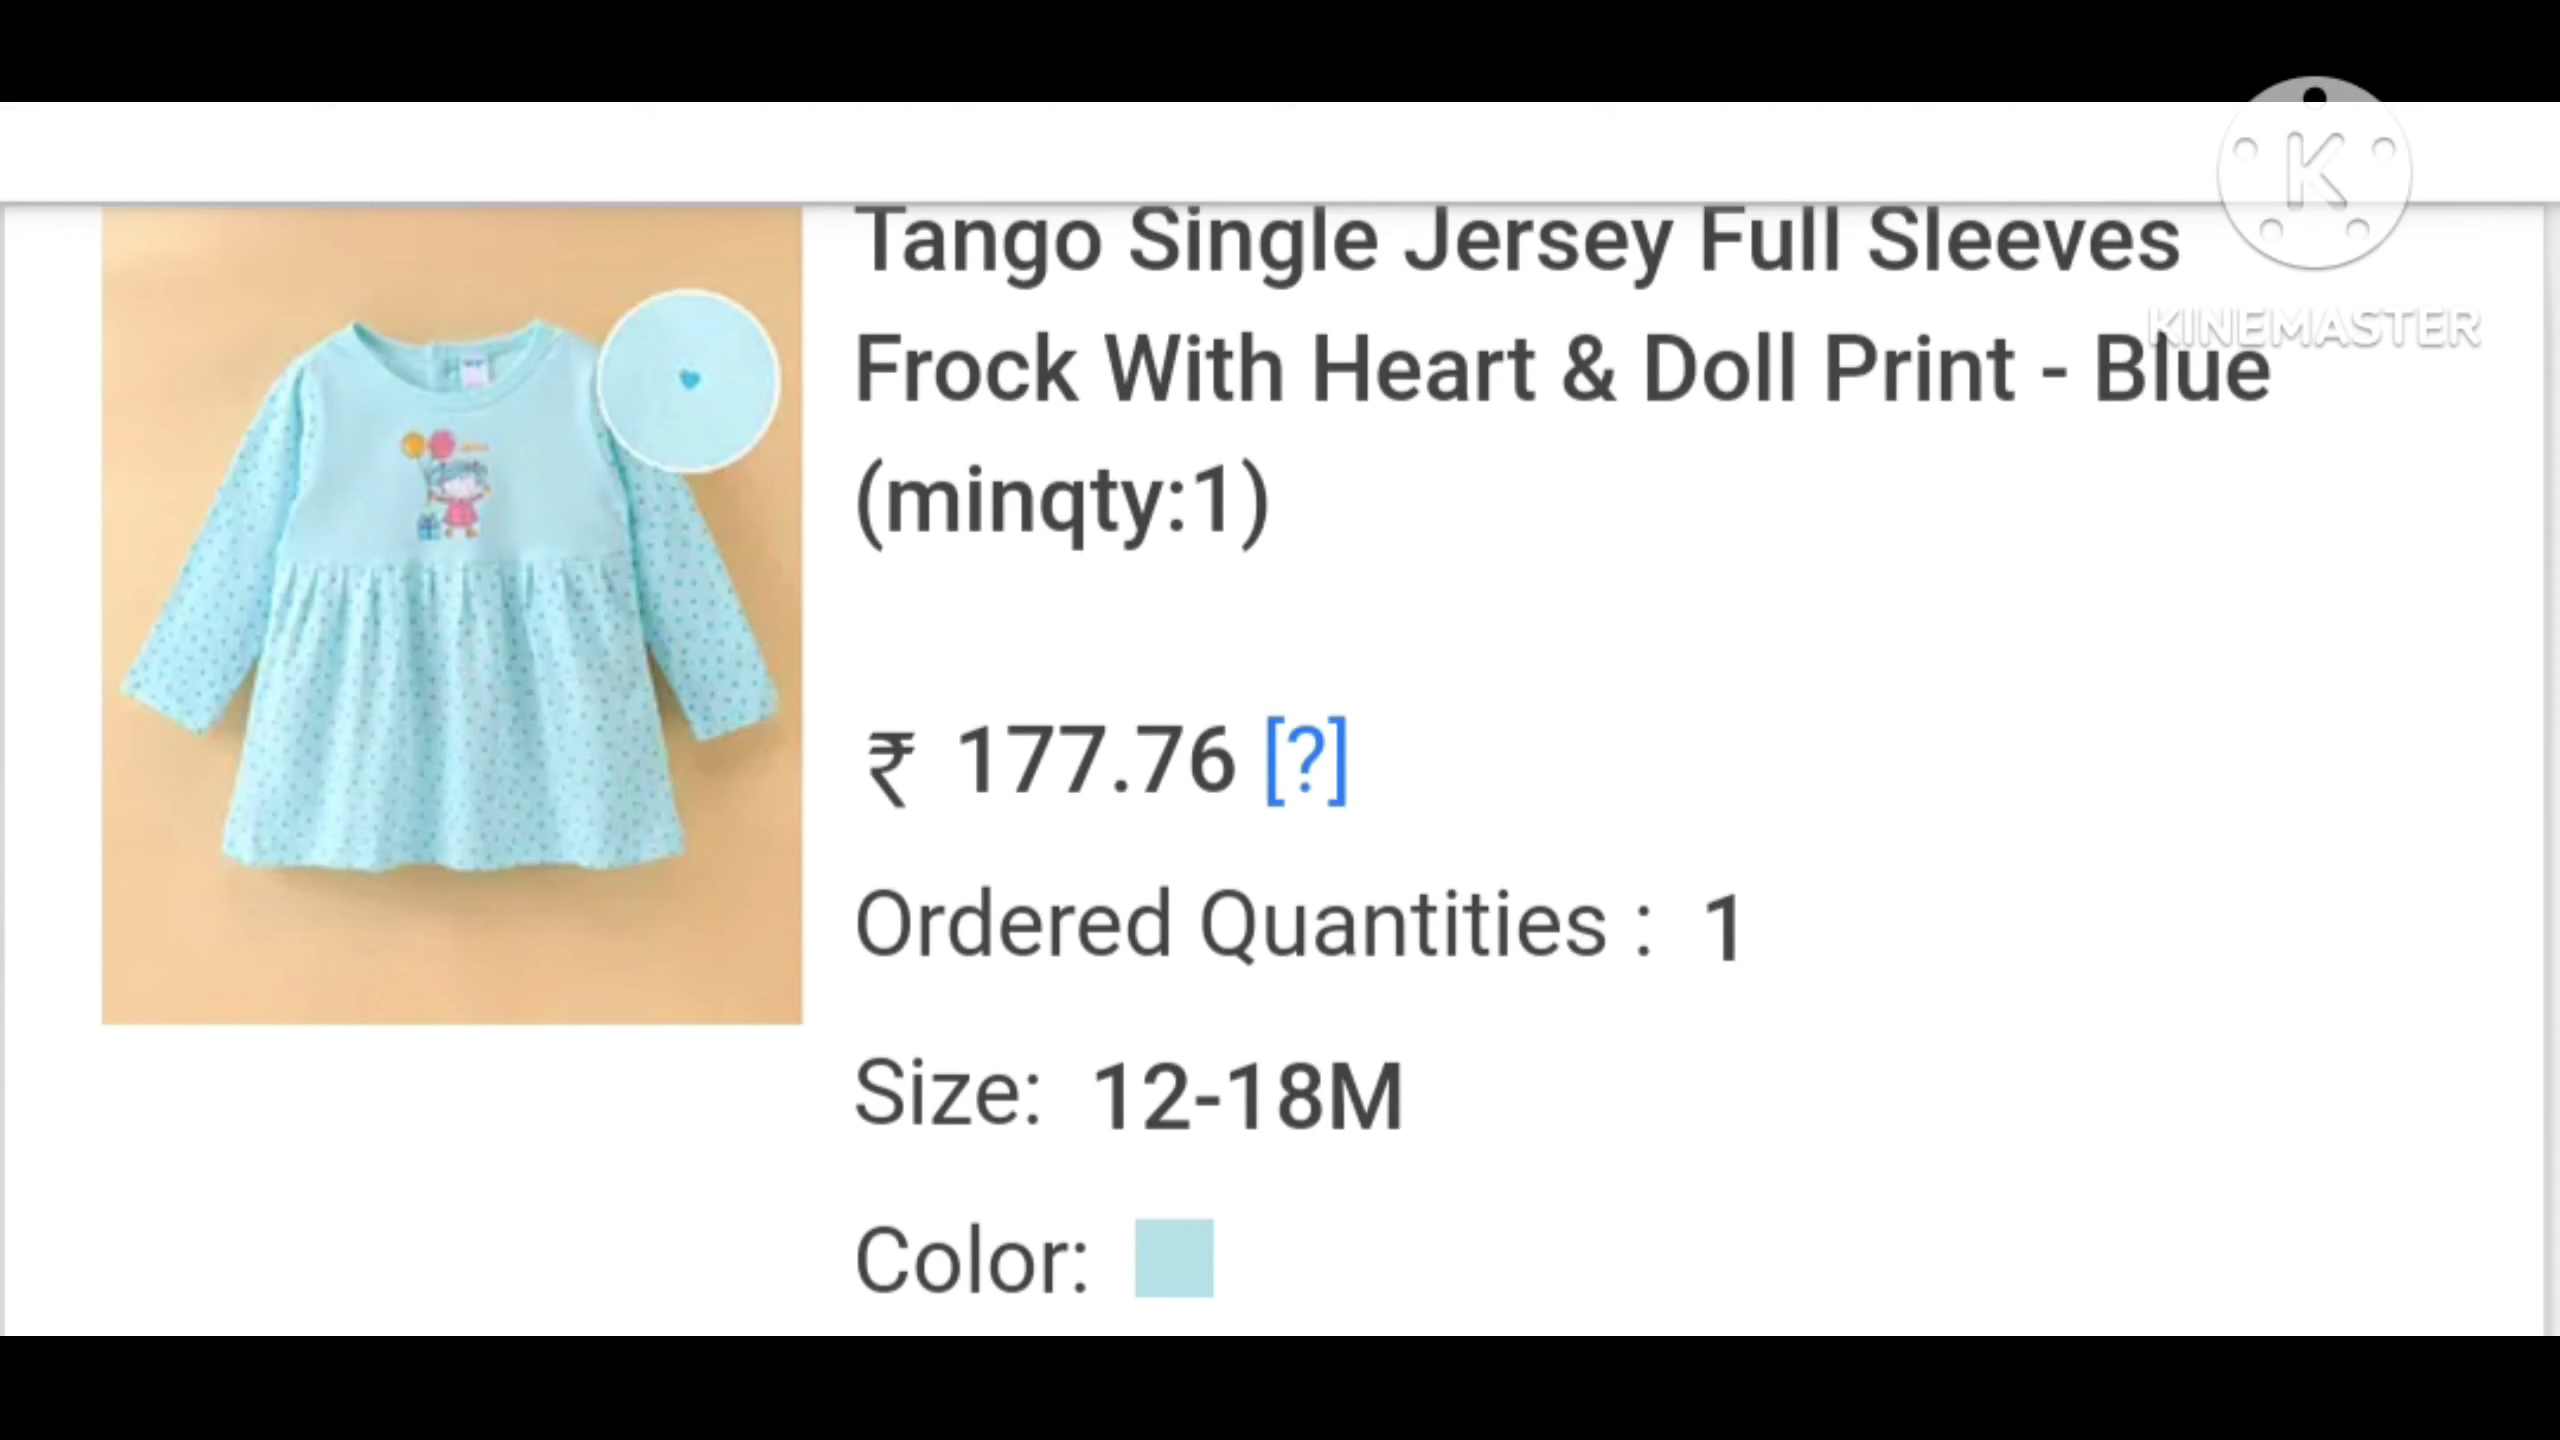 Tango Single Jersey Full Sleeves
Frock With Heart & Doll Print - Blue
(minqty:1)
₹ 177.76 [?]
Ordered Quantities : 1
Size: 12-18M
Color:
K
KINEMASTER